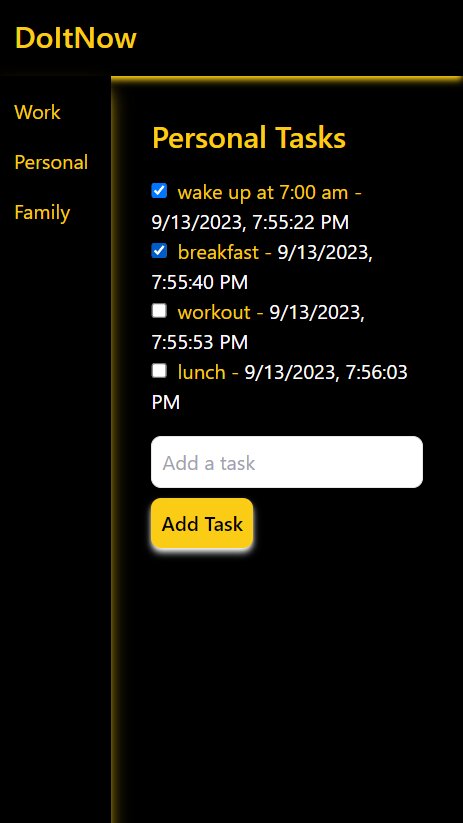 DoItNow
Work
Personal
Family
Personal Tasks
wake up at 7:00 am -
9/13/2023, 7:55:22 PM
breakfast - 9/13/2023,
7:55:40 PM
workout - 9/13/2023,
7:55:53 PM
lunch - 9/13/2023, 7:56:03
PM
Add a task
Add Task